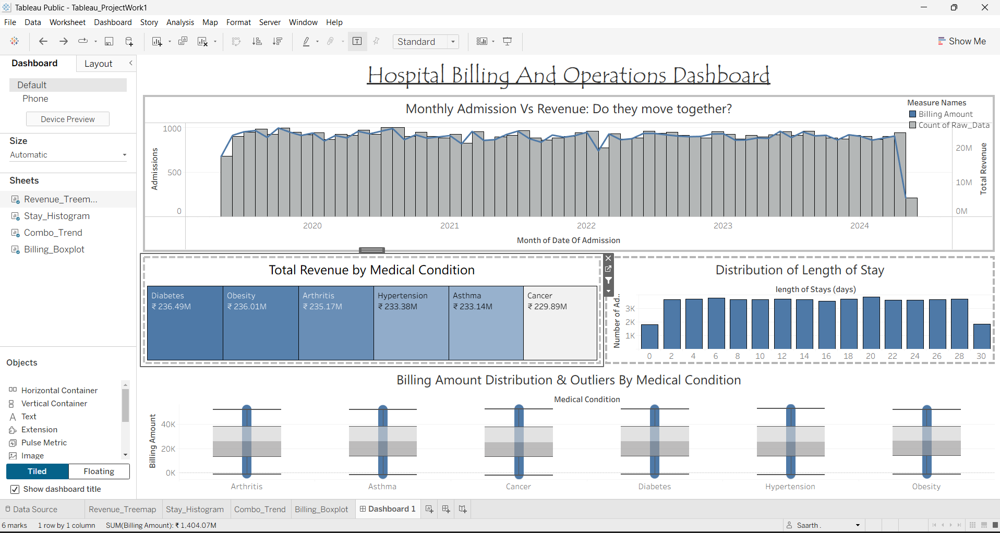 Tableau Public - Tableau_ProjectWork1
File Data Worksheet Dashboard Story Analysis Map Format Server Window Help
Standard
Show Me
Dashboard Layout
Default
Phone
Device Preview
Size
Automatic
Sheets
Revenue_Treem...
Stay_Histogram
Combo_Trend
Billing_Boxplot
Objects
Horizontal Container
Vertical Container
Text
Extension
Pulse Metric
Image
Tiled Floating
Show dashboard title
Hospital Billing And Operations Dashboard
Monthly Admission Vs Revenue: Do they move together?
Measure Names
Billing Amount
Count of Raw_Data
Admissions
1000
500
0
20M
10M
0M
Total Revenue
2020 2021 2022 2023 2024
Month of Date Of Admission
Total Revenue by Medical Condition
Diabetes
₹ 236.49M
Obesity
₹ 236.01M
Arthritis
₹ 235.17M
Hypertension
₹ 233.38M
Asthma
₹ 233.14M
Cancer
₹ 229.89M
Distribution of Length of Stay
length of Stays (days)
Number of Ad..
3K
2K
1K
0 2 4 6 8 10 12 14 16 18 20 22 24 26 28 30
Billing Amount Distribution & Outliers By Medical Condition
Medical Condition
Billing Amount
40K
20K
0K
Arthritis Asthma Cancer Diabetes Hypertension Obesity
Data Source Revenue_Treemap Stay_Histogram Combo_Trend Billing_Boxplot Dashboard 1
6 marks 1 row by 1 column SUM(Billing Amount): ₹ 1,404.07M
Saarth .